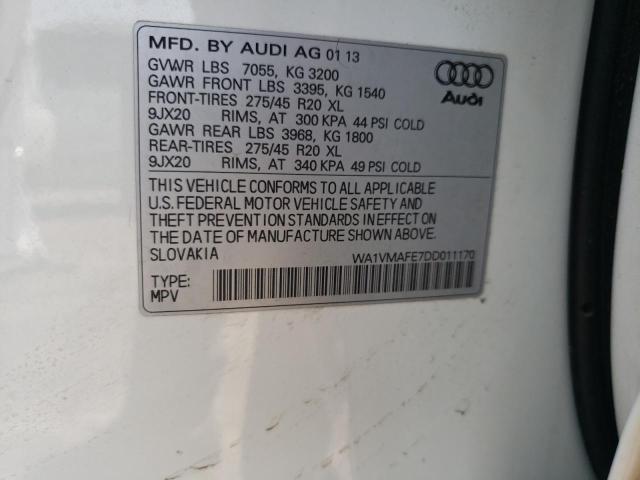 MFD. BY AUDI AG 01 13
GVWR LBS 7055, KG 3200
GAWR FRONT LBS 3395, KG 1540
FRONT-TIRES 275/45 R20 XL
9JX20 RIMS, AT 300 KPA 44 PSI COLD
GAWR REAR LBS 3968, KG 1800
REAR-TIRES 275/45 R20 XL
9JX20 RIMS, AT 340 KPA 49 PSI COLD
Audi
THIS VEHICLE CONFORMS TO ALL APPLICABLE
U.S. FEDERAL MOTOR VEHICLE SAFETY AND
THEFT PREVENTION STANDARDS IN EFFECT ON
THE DATE OF MANUFACTURE SHOWN ABOVE.
SLOVAKIA WA1VMAFE7DD011170
TYPE:
MPV